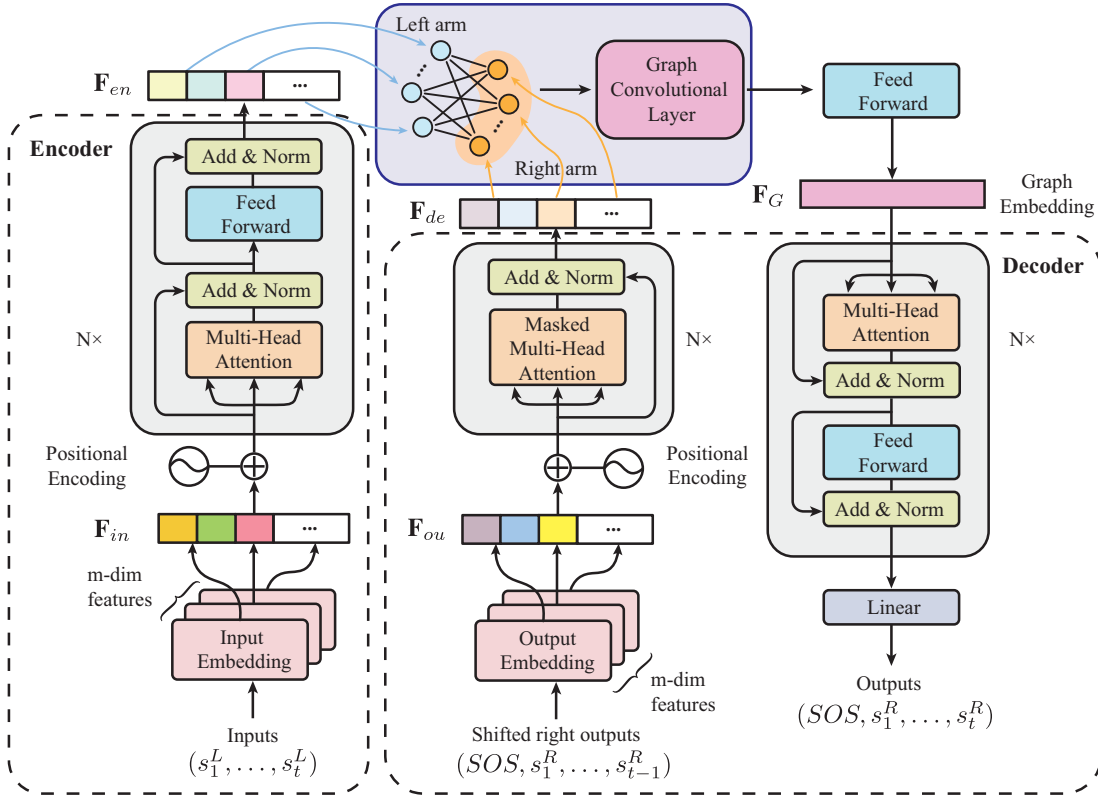 Left arm
Right arm
Graph
Convolutional
Layer
Feed
Forward
F_G
Graph
Embedding
F_en
...
Encoder
Add & Norm
Feed
Forward
Add & Norm
Multi-Head
Attention
N×
Positional
Encoding
F_in
...
m-dim
features
Input
Embedding
Inputs
(s_1^L, . . . , s_t^L)
F_de
...
Add & Norm
Masked
Multi-Head
Attention
N×
Positional
Encoding
F_ou
...
Output
Embedding
m-dim
features
Shifted right outputs
(SOS, s_1^R, . . . , s_{t-1}^R)
Decoder
Multi-Head
Attention
Add & Norm
N×
Feed
Forward
Add & Norm
Linear
Outputs
(SOS, s_1^R, . . . , s_t^R)